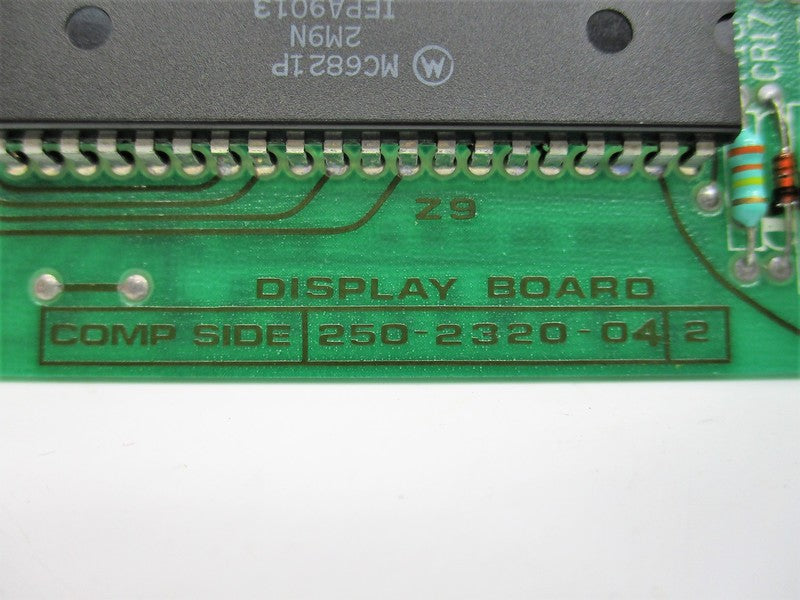 MC6821P
2M9N
IEPA9013
CR17
Z9
DISPLAY BOARD
COMP SIDE 250-2320-04 2